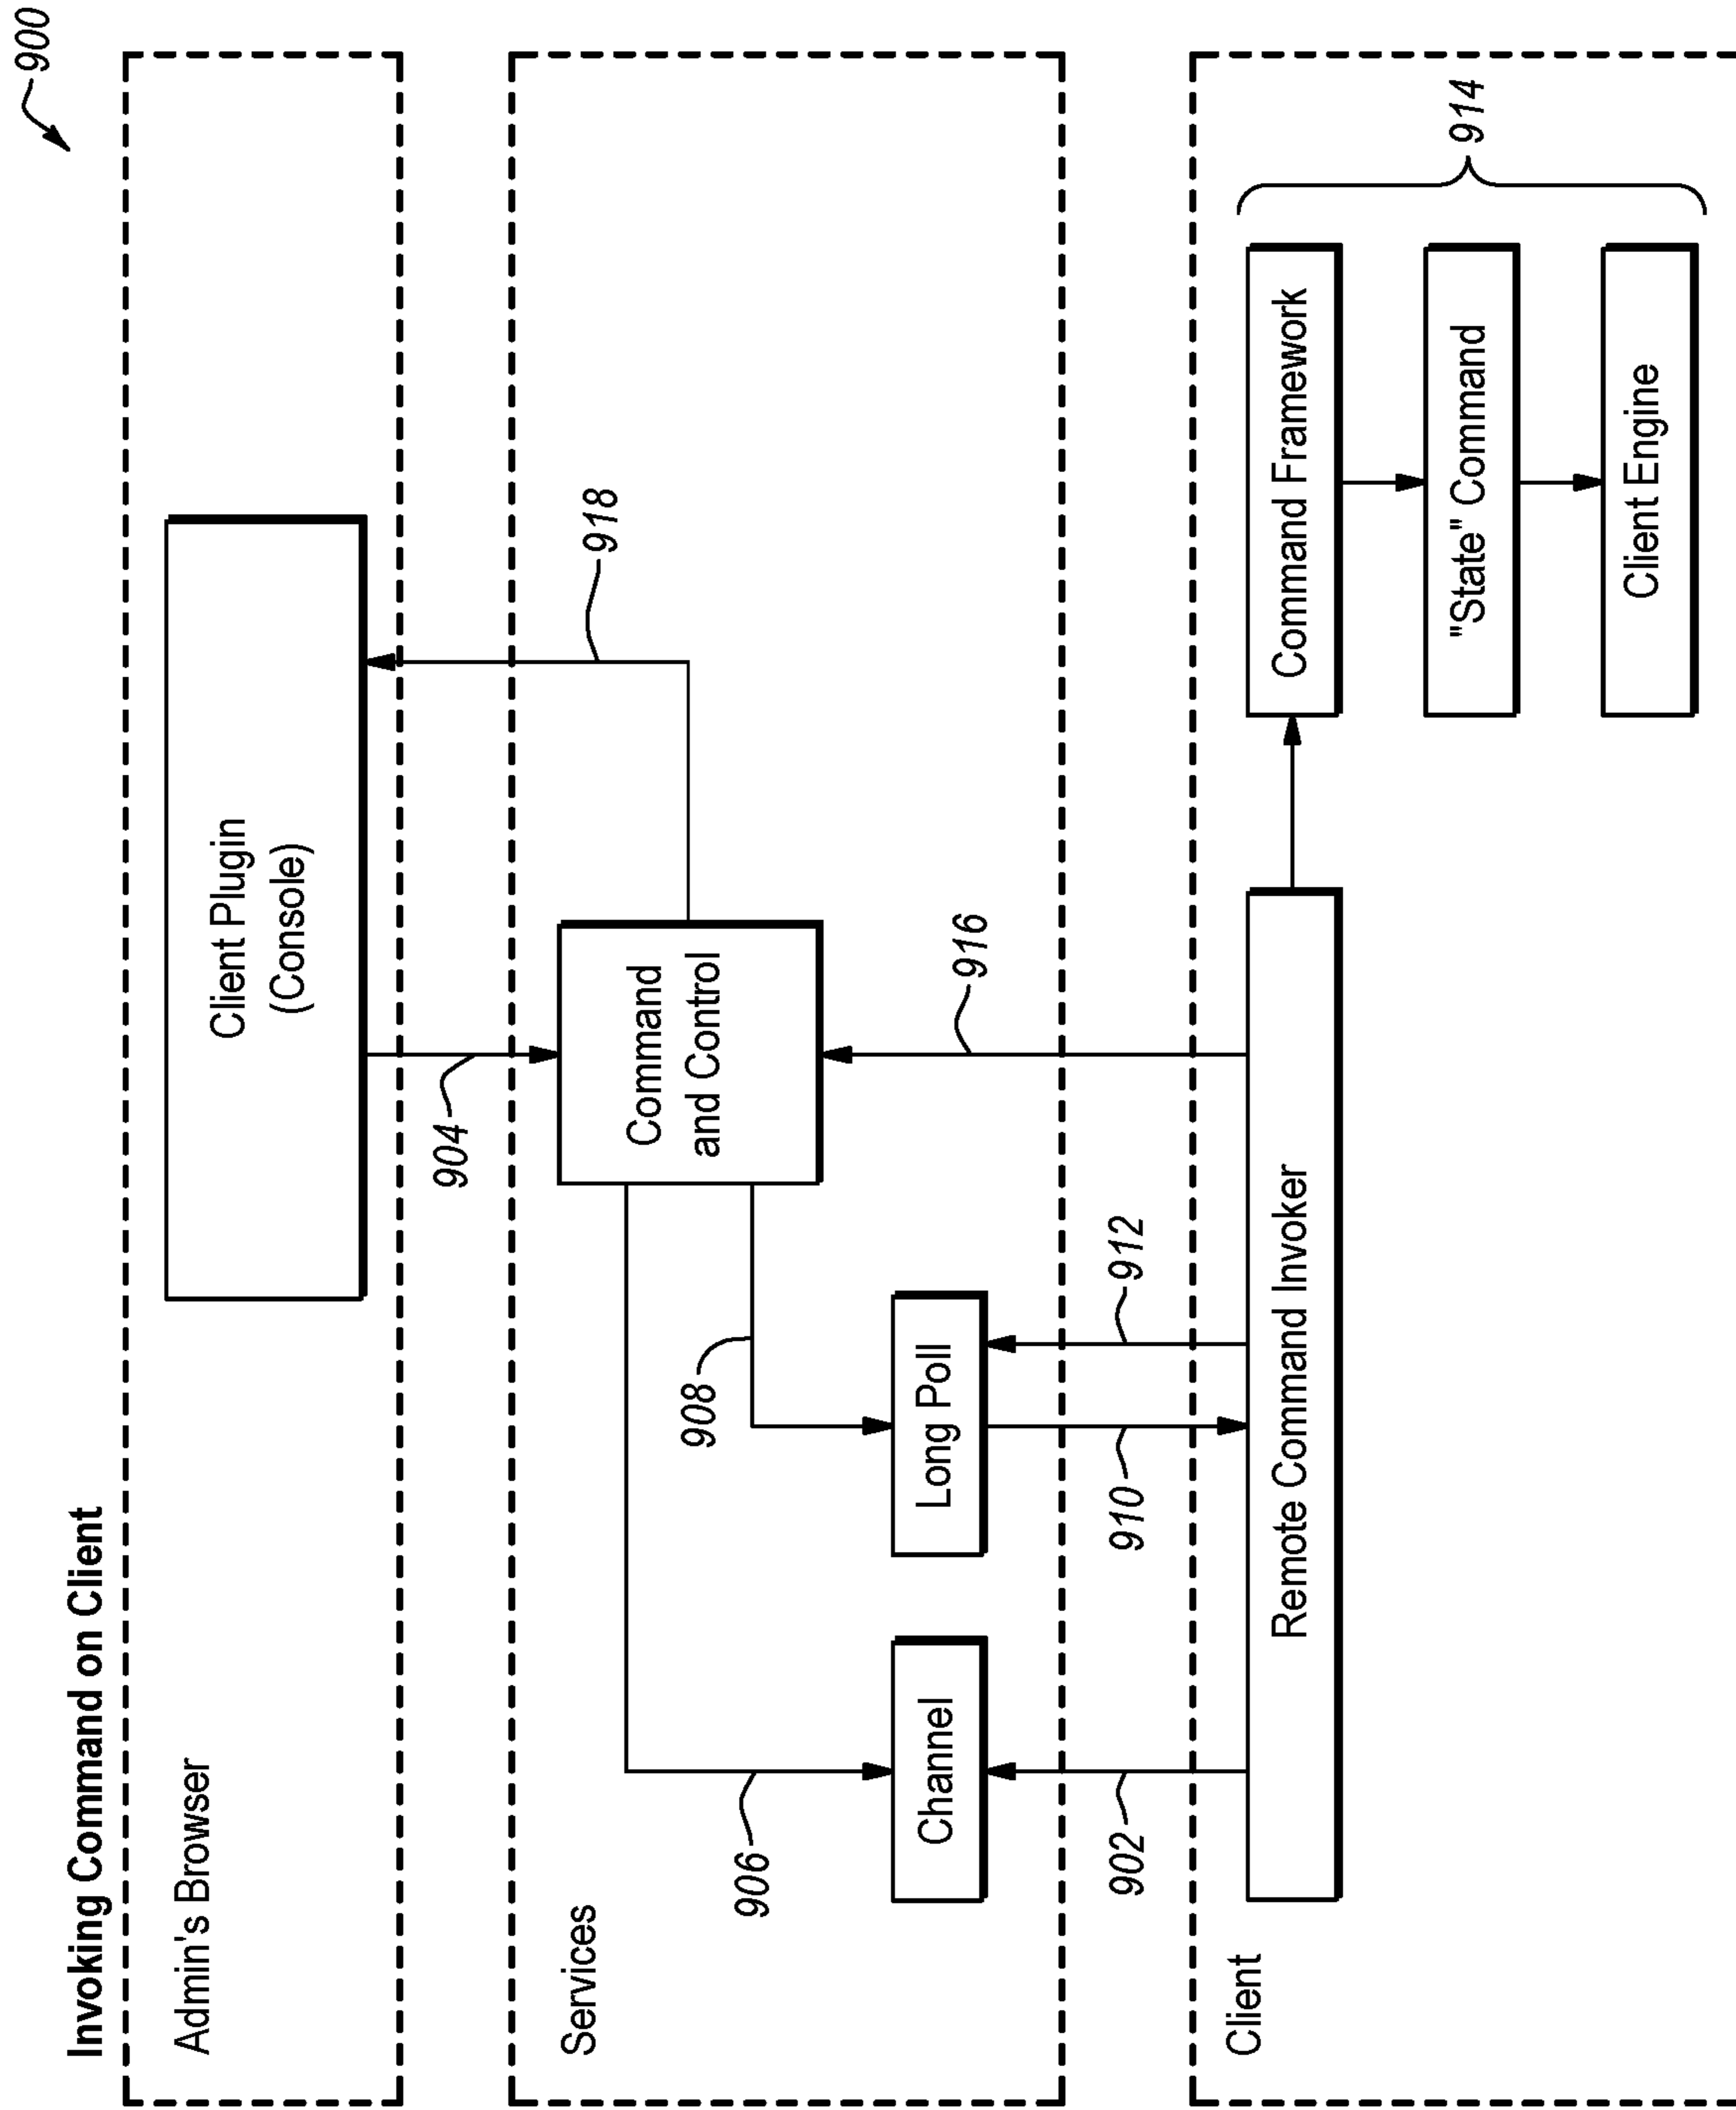 900
Invoking Command on Client
Admin's Browser
Client Plugin
(Console)
904
918
Services
Command
and Control
906
908
916
Channel
Long Poll
902
910
912
Client
Remote Command Invoker
Command Framework
"State" Command
Client Engine
914